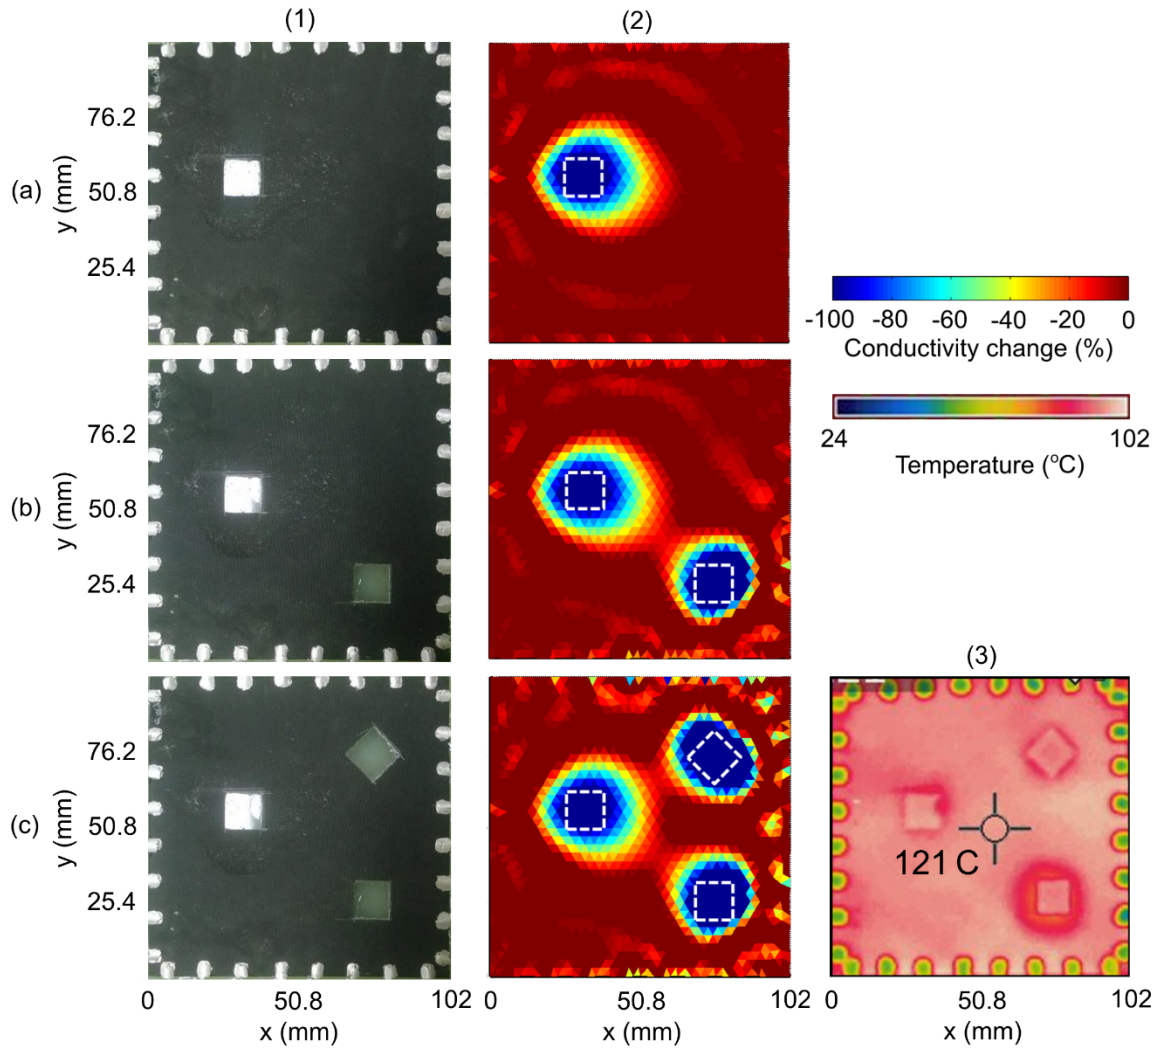 (1)
(2)
(a)
y (mm)
76.2
50.8
25.4
-100 -80 -60 -40 -20 0
Conductivity change (%)
24 102
Temperature (°C)
(b)
y (mm)
76.2
50.8
25.4
(3)
(c)
y (mm)
76.2
50.8
25.4
121 C
0 50.8 102
x (mm)
0 50.8 102
x (mm)
0 50.8 102
x (mm)